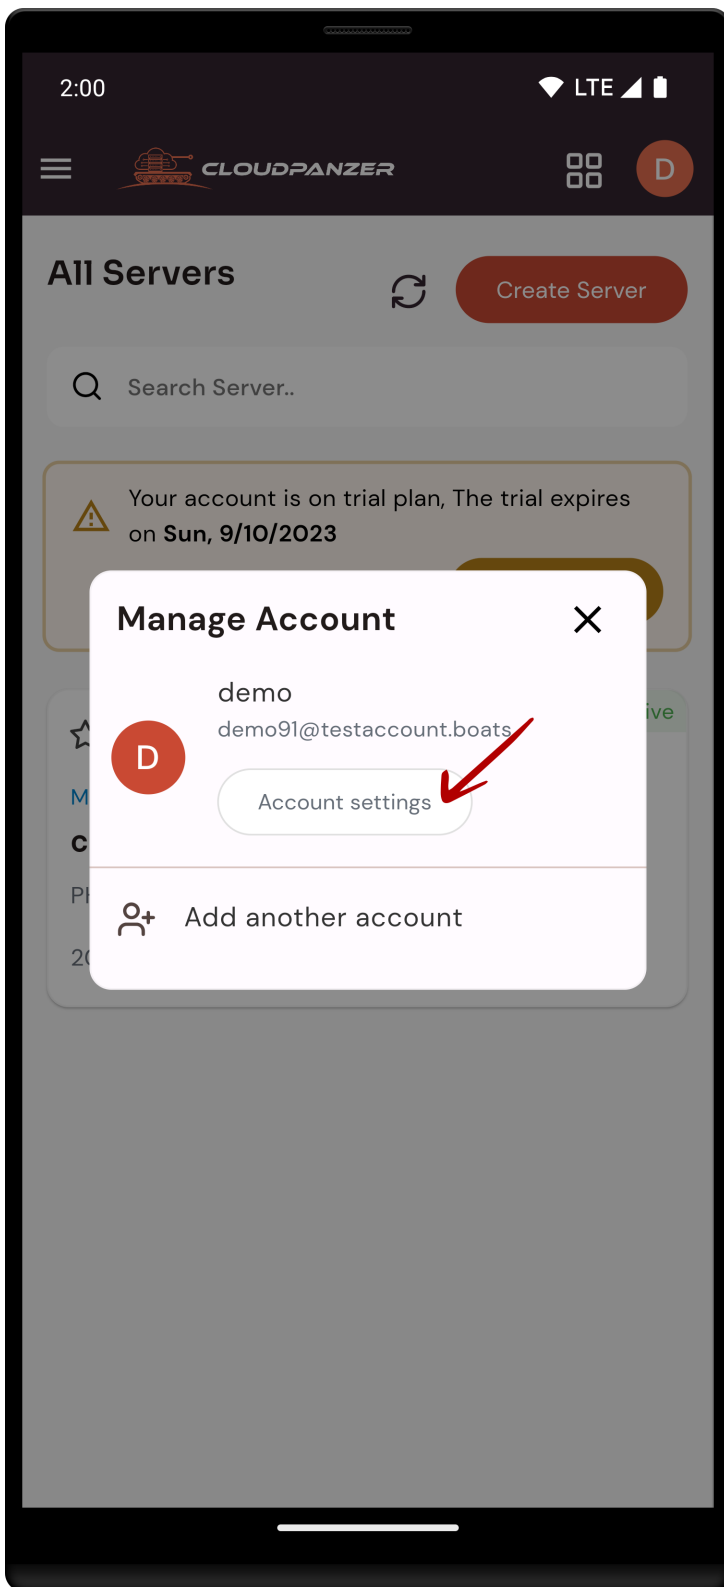 2:00
LTE
CLOUDPANZER
D
All Servers
Create Server
Search Server..
Your account is on trial plan, The trial expires
on Sun, 9/10/2023
Manage Account
demo
demo91@testaccount.boats
D
Account settings
Add another account